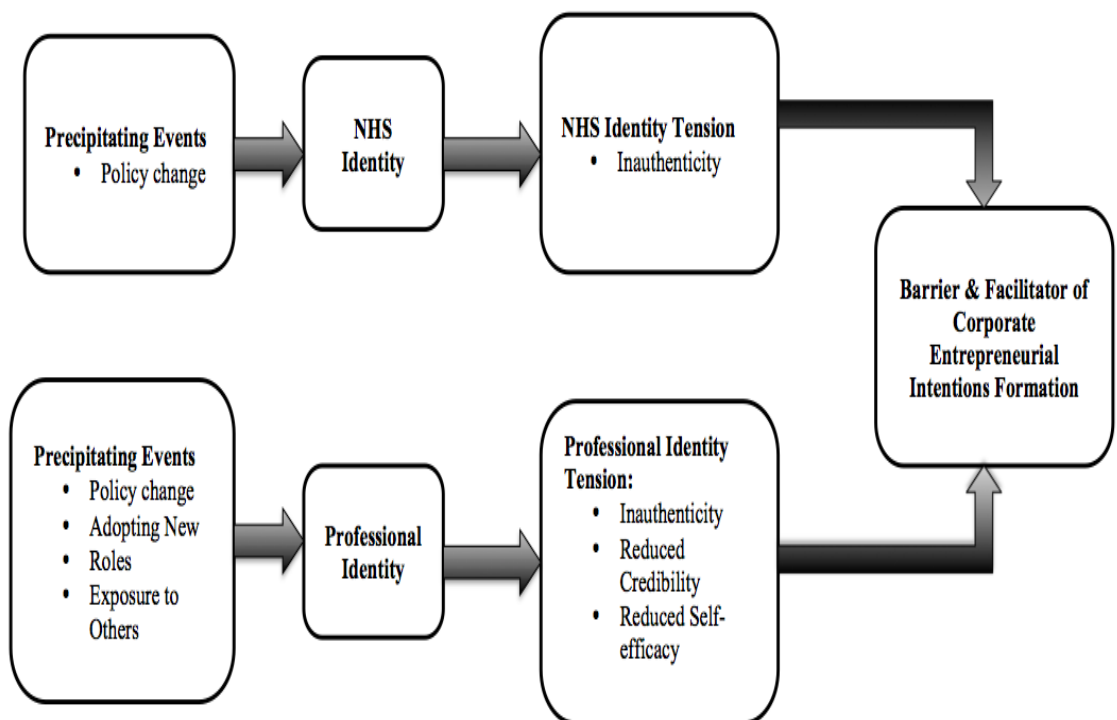 Precipitating Events
• Policy change
NHS
Identity
NHS Identity Tension
• Inauthenticity
Barrier & Facilitator of
Corporate
Entrepreneurial
Intentions Formation
Precipitating Events
• Policy change
• Adopting New
• Roles
• Exposure to
Others
Professional
Identity
Professional Identity
Tension:
• Inauthenticity
• Reduced
Credibility
• Reduced Self-
efficacy